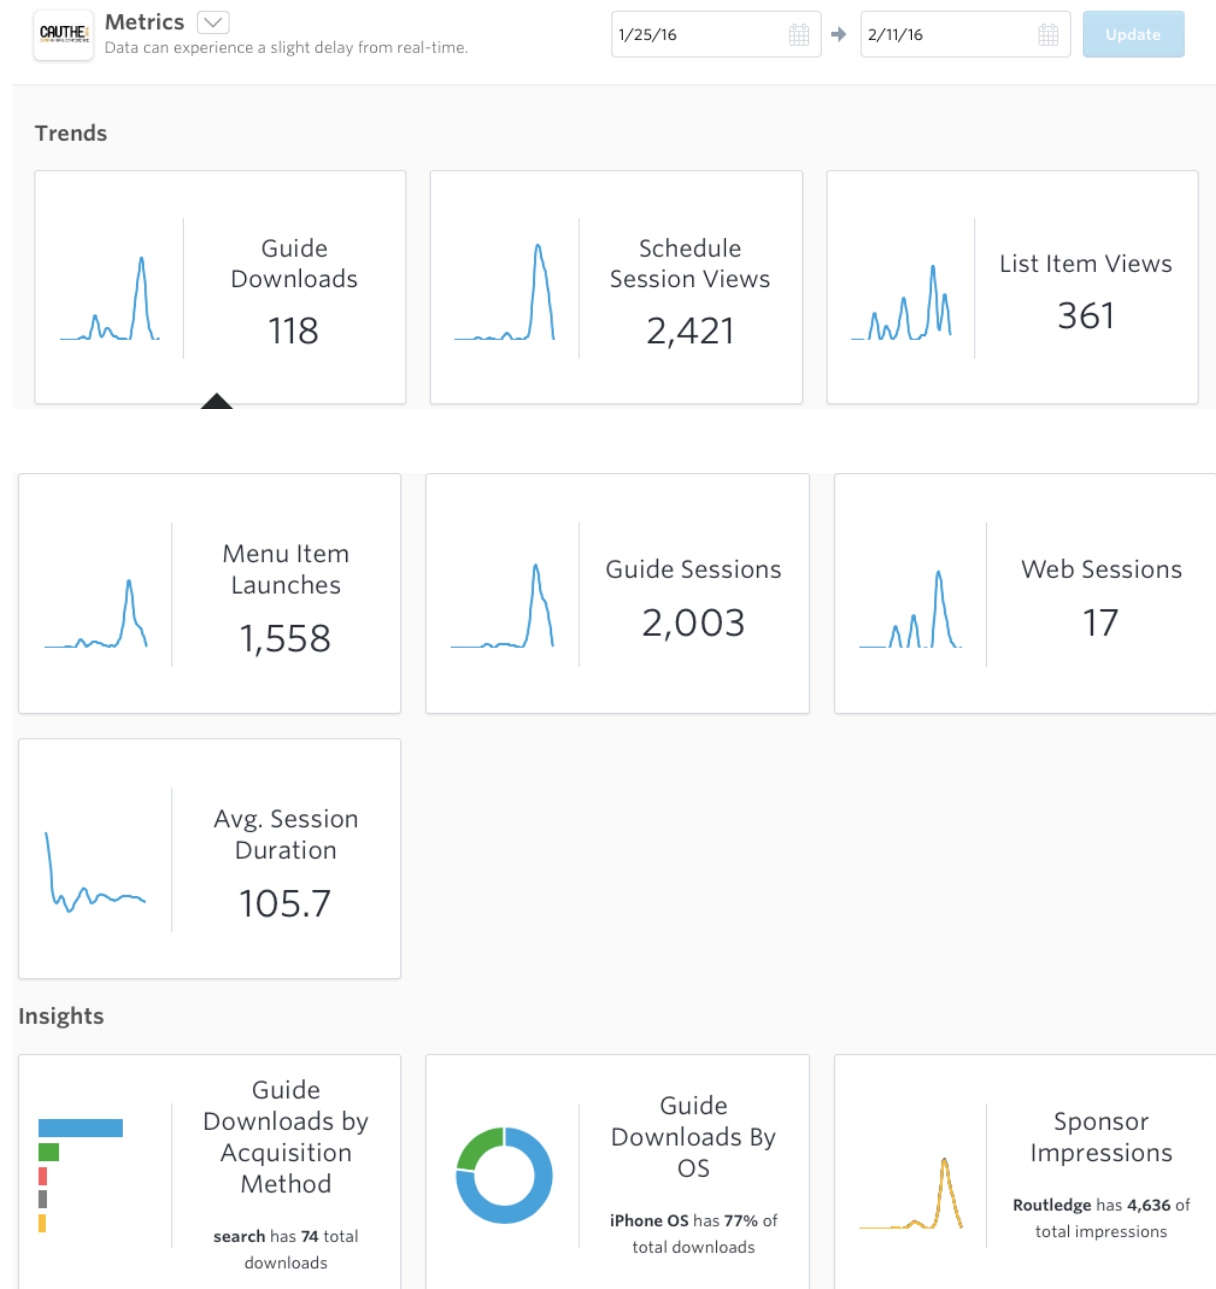 CAUTHE
Metrics
Data can experience a slight delay from real-time.
1/25/16
2/11/16
Update
Trends
Guide
Downloads
118
Schedule
Session Views
2,421
List Item Views
361
Menu Item
Launches
1,558
Guide Sessions
2,003
Web Sessions
17
Avg. Session
Duration
105.7
Insights
Guide
Downloads by
Acquisition
Method
search has 74 total
downloads
Guide
Downloads By
OS
iPhone OS has 77% of
total downloads
Sponsor
Impressions
Routledge has 4,636 of
total impressions